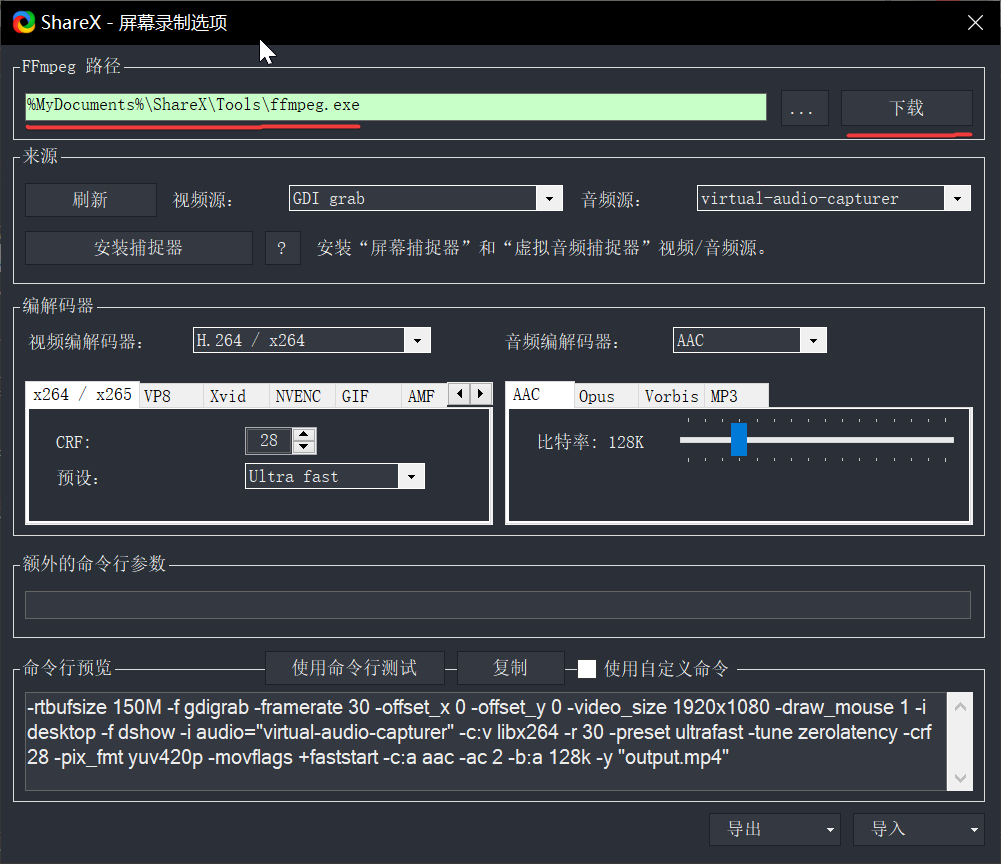 ShareX - 屏幕录制选项
FFmpeg 路径
%MyDocuments%\ShareX\Tools\ffmpeg.exe
...
下载
来源
刷新
视频源:
GDI grab
音频源:
virtual-audio-capturer
安装捕捉器
?
安装“屏幕捕捉器”和“虚拟音频捕捉器”视频/音频源。
编解码器
视频编解码器:
H.264 / x264
音频编解码器:
AAC
x264 / x265
VP8
Xvid
NVENC
GIF
AMF
AAC
Opus
Vorbis
MP3
CRF:
28
比特率: 128K
预设:
Ultra fast
额外的命令行参数
命令行预览
使用命令行测试
复制
使用自定义命令
-rtbufsize 150M -f gdigrab -framerate 30 -offset_x 0 -offset_y 0 -video_size 1920x1080 -draw_mouse 1 -i
desktop -f dshow -i audio="virtual-audio-capturer" -c:v libx264 -r 30 -preset ultrafast -tune zerolatency -crf
28 -pix_fmt yuv420p -movflags +faststart -c:a aac -ac 2 -b:a 128k -y "output.mp4"
导出
导入